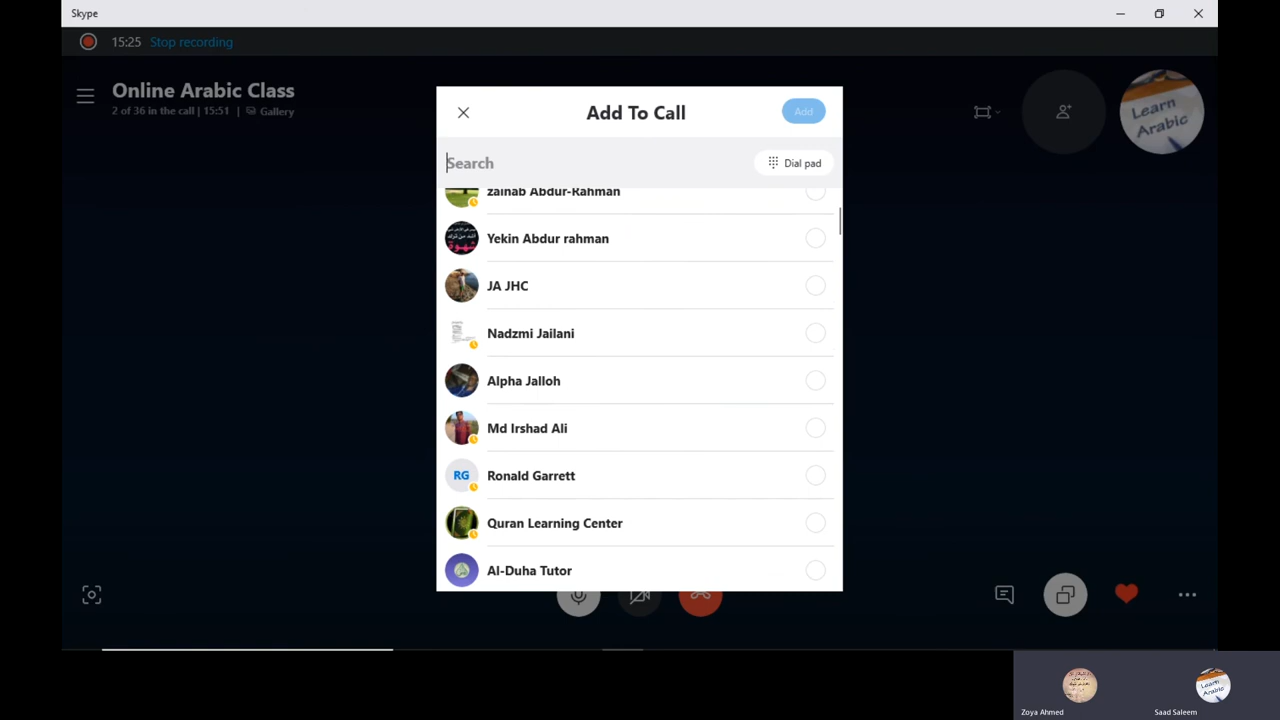 Skype
15:25 Stop recording
Online Arabic Class
2 of 36 in the call | 15:51 | Gallery
Learn
Arabic
Add To Call
Add
Search
Dial pad
zainab Abdur-Rahman
Yekin Abdur rahman
JA JHC
Nadzmi Jailani
Alpha Jalloh
Md Irshad Ali
RG Ronald Garrett
Quran Learning Center
Al-Duha Tutor
Learn
Arabic
Zoya Ahmed
Saad Saleem